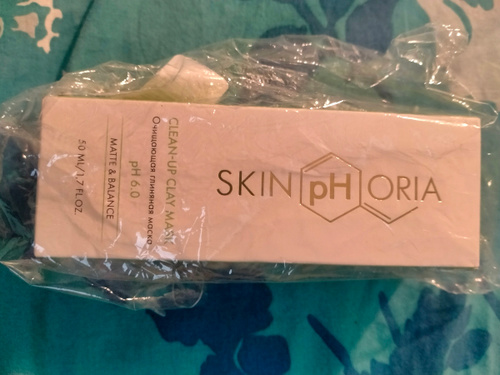 SKINpHORIA
CLEAN-UP CLAY MASK
Очищающая глиняная маска
pH 6.0
MATTE & BALANCE
50 ML/1.7 FL.OZ.